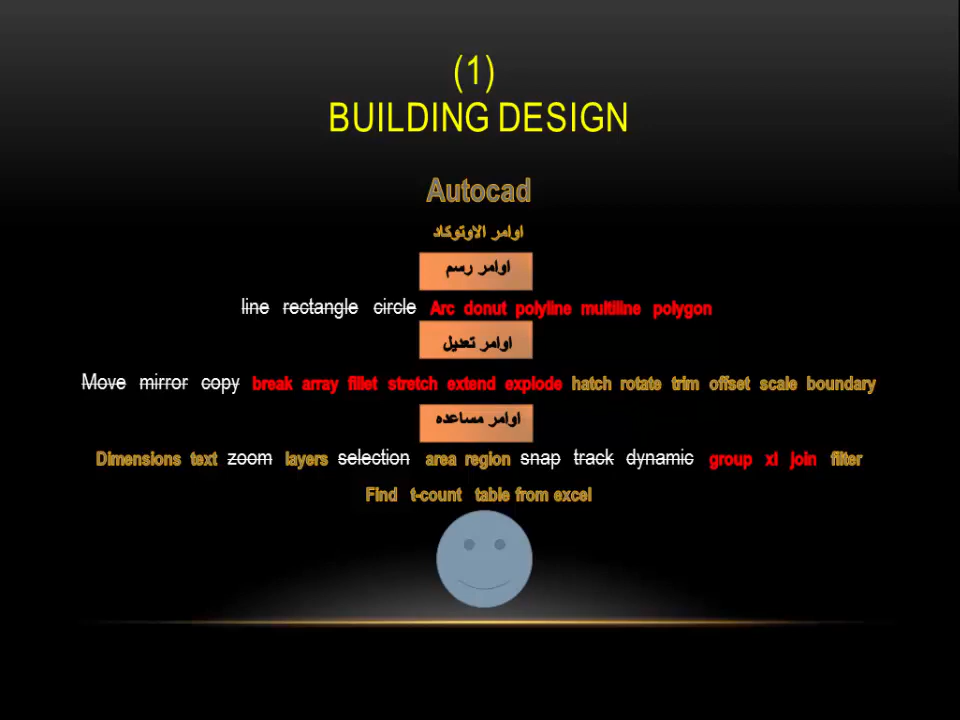 (1)
BUILDING DESIGN
Autocad
اوامر الاوتوكاد
اوامر رسم
line rectangle circle Arc donut polyline multiline polygon
اوامر تعديل
Move mirror copy break array fillet stretch extend explode hatch rotate trim offset scale boundary
اوامر مساعده
Dimensions text zoom layers selection area region snap track dynamic group xl join filter
Find t-count table from excel